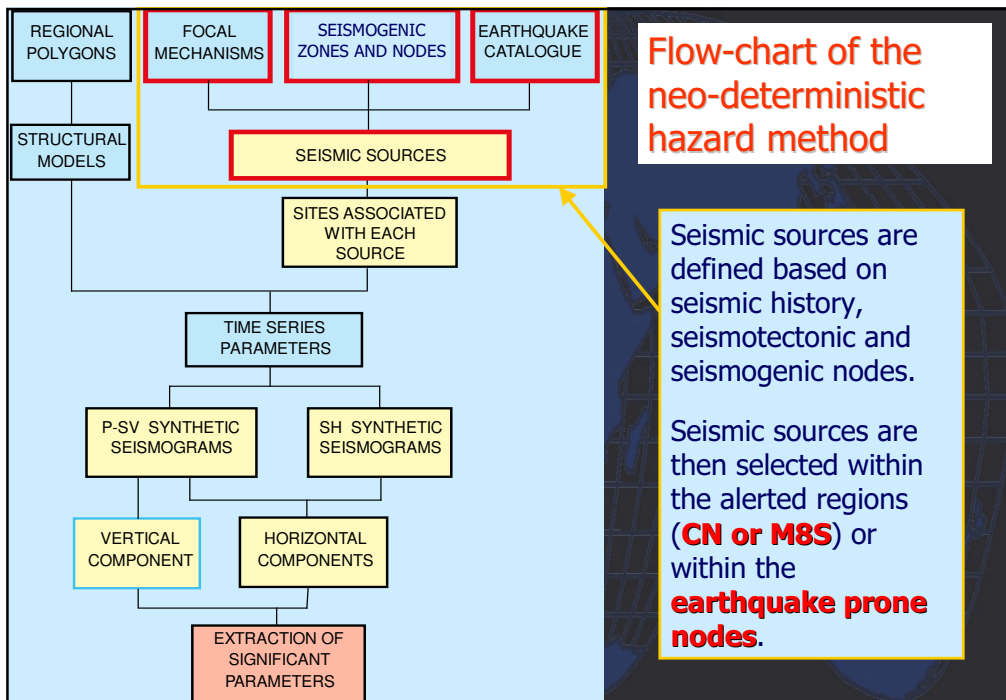 REGIONAL
POLYGONS
FOCAL
MECHANISMS
SEISMOGENIC
ZONES AND NODES
EARTHQUAKE
CATALOGUE
STRUCTURAL
MODELS
SEISMIC SOURCES
SITES ASSOCIATED
WITH EACH
SOURCE
TIME SERIES
PARAMETERS
P-SV SYNTHETIC
SEISMOGRAMS
SH SYNTHETIC
SEISMOGRAMS
VERTICAL
COMPONENT
HORIZONTAL
COMPONENTS
EXTRACTION OF
SIGNIFICANT
PARAMETERS
Flow-chart of the
neo-deterministic
hazard method
Seismic sources are
defined based on
seismic history,
seismotectonic and
seismogenic nodes.
Seismic sources are
then selected within
the alerted regions
(CN or M8S) or
within the
earthquake prone
nodes.